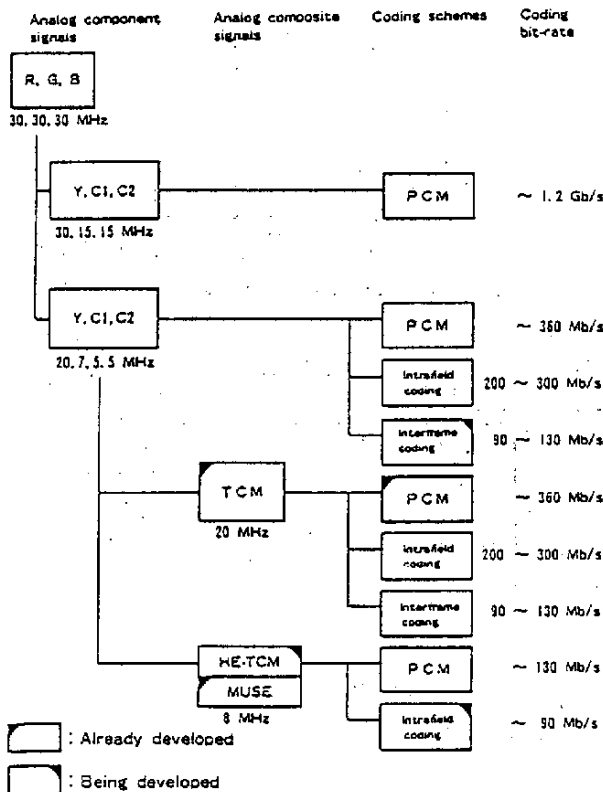 Analog component signals
Analog composite signals
Coding schemes
Coding bit-rate
R, G, B
30, 30, 30 MHz
Y, C1, C2
30, 15, 15 MHz
PCM
~ 1.2 Gb/s
Y, C1, C2
20, 7, 5.5 MHz
PCM
~ 360 Mb/s
Intrafield coding
200 ~ 300 Mb/s
Interframe coding
90 ~ 130 Mb/s
TCM
20 MHz
PCM
~ 360 Mb/s
Intrafield coding
200 ~ 300 Mb/s
Interframe coding
90 ~ 130 Mb/s
HE-TCM
MUSE
8 MHz
PCM
~ 130 Mb/s
Intrafield coding
~ 90 Mb/s
: Already developed
: Being developed